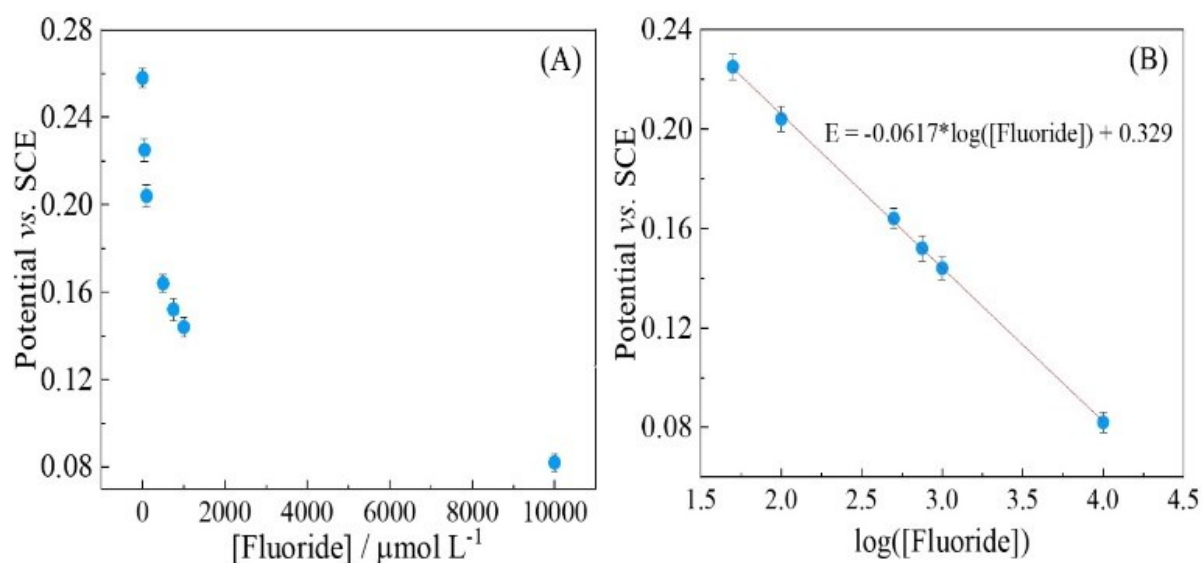 (A)
0.28
0.24
0.20
0.16
0.12
0.08
Potential vs. SCE
0 2000 4000 6000 8000 10000
[Fluoride] / μmol L⁻¹
(B)
0.24
0.20
0.16
0.12
0.08
Potential vs. SCE
E = -0.0617*log([Fluoride]) + 0.329
1.5 2.0 2.5 3.0 3.5 4.0 4.5
log([Fluoride])